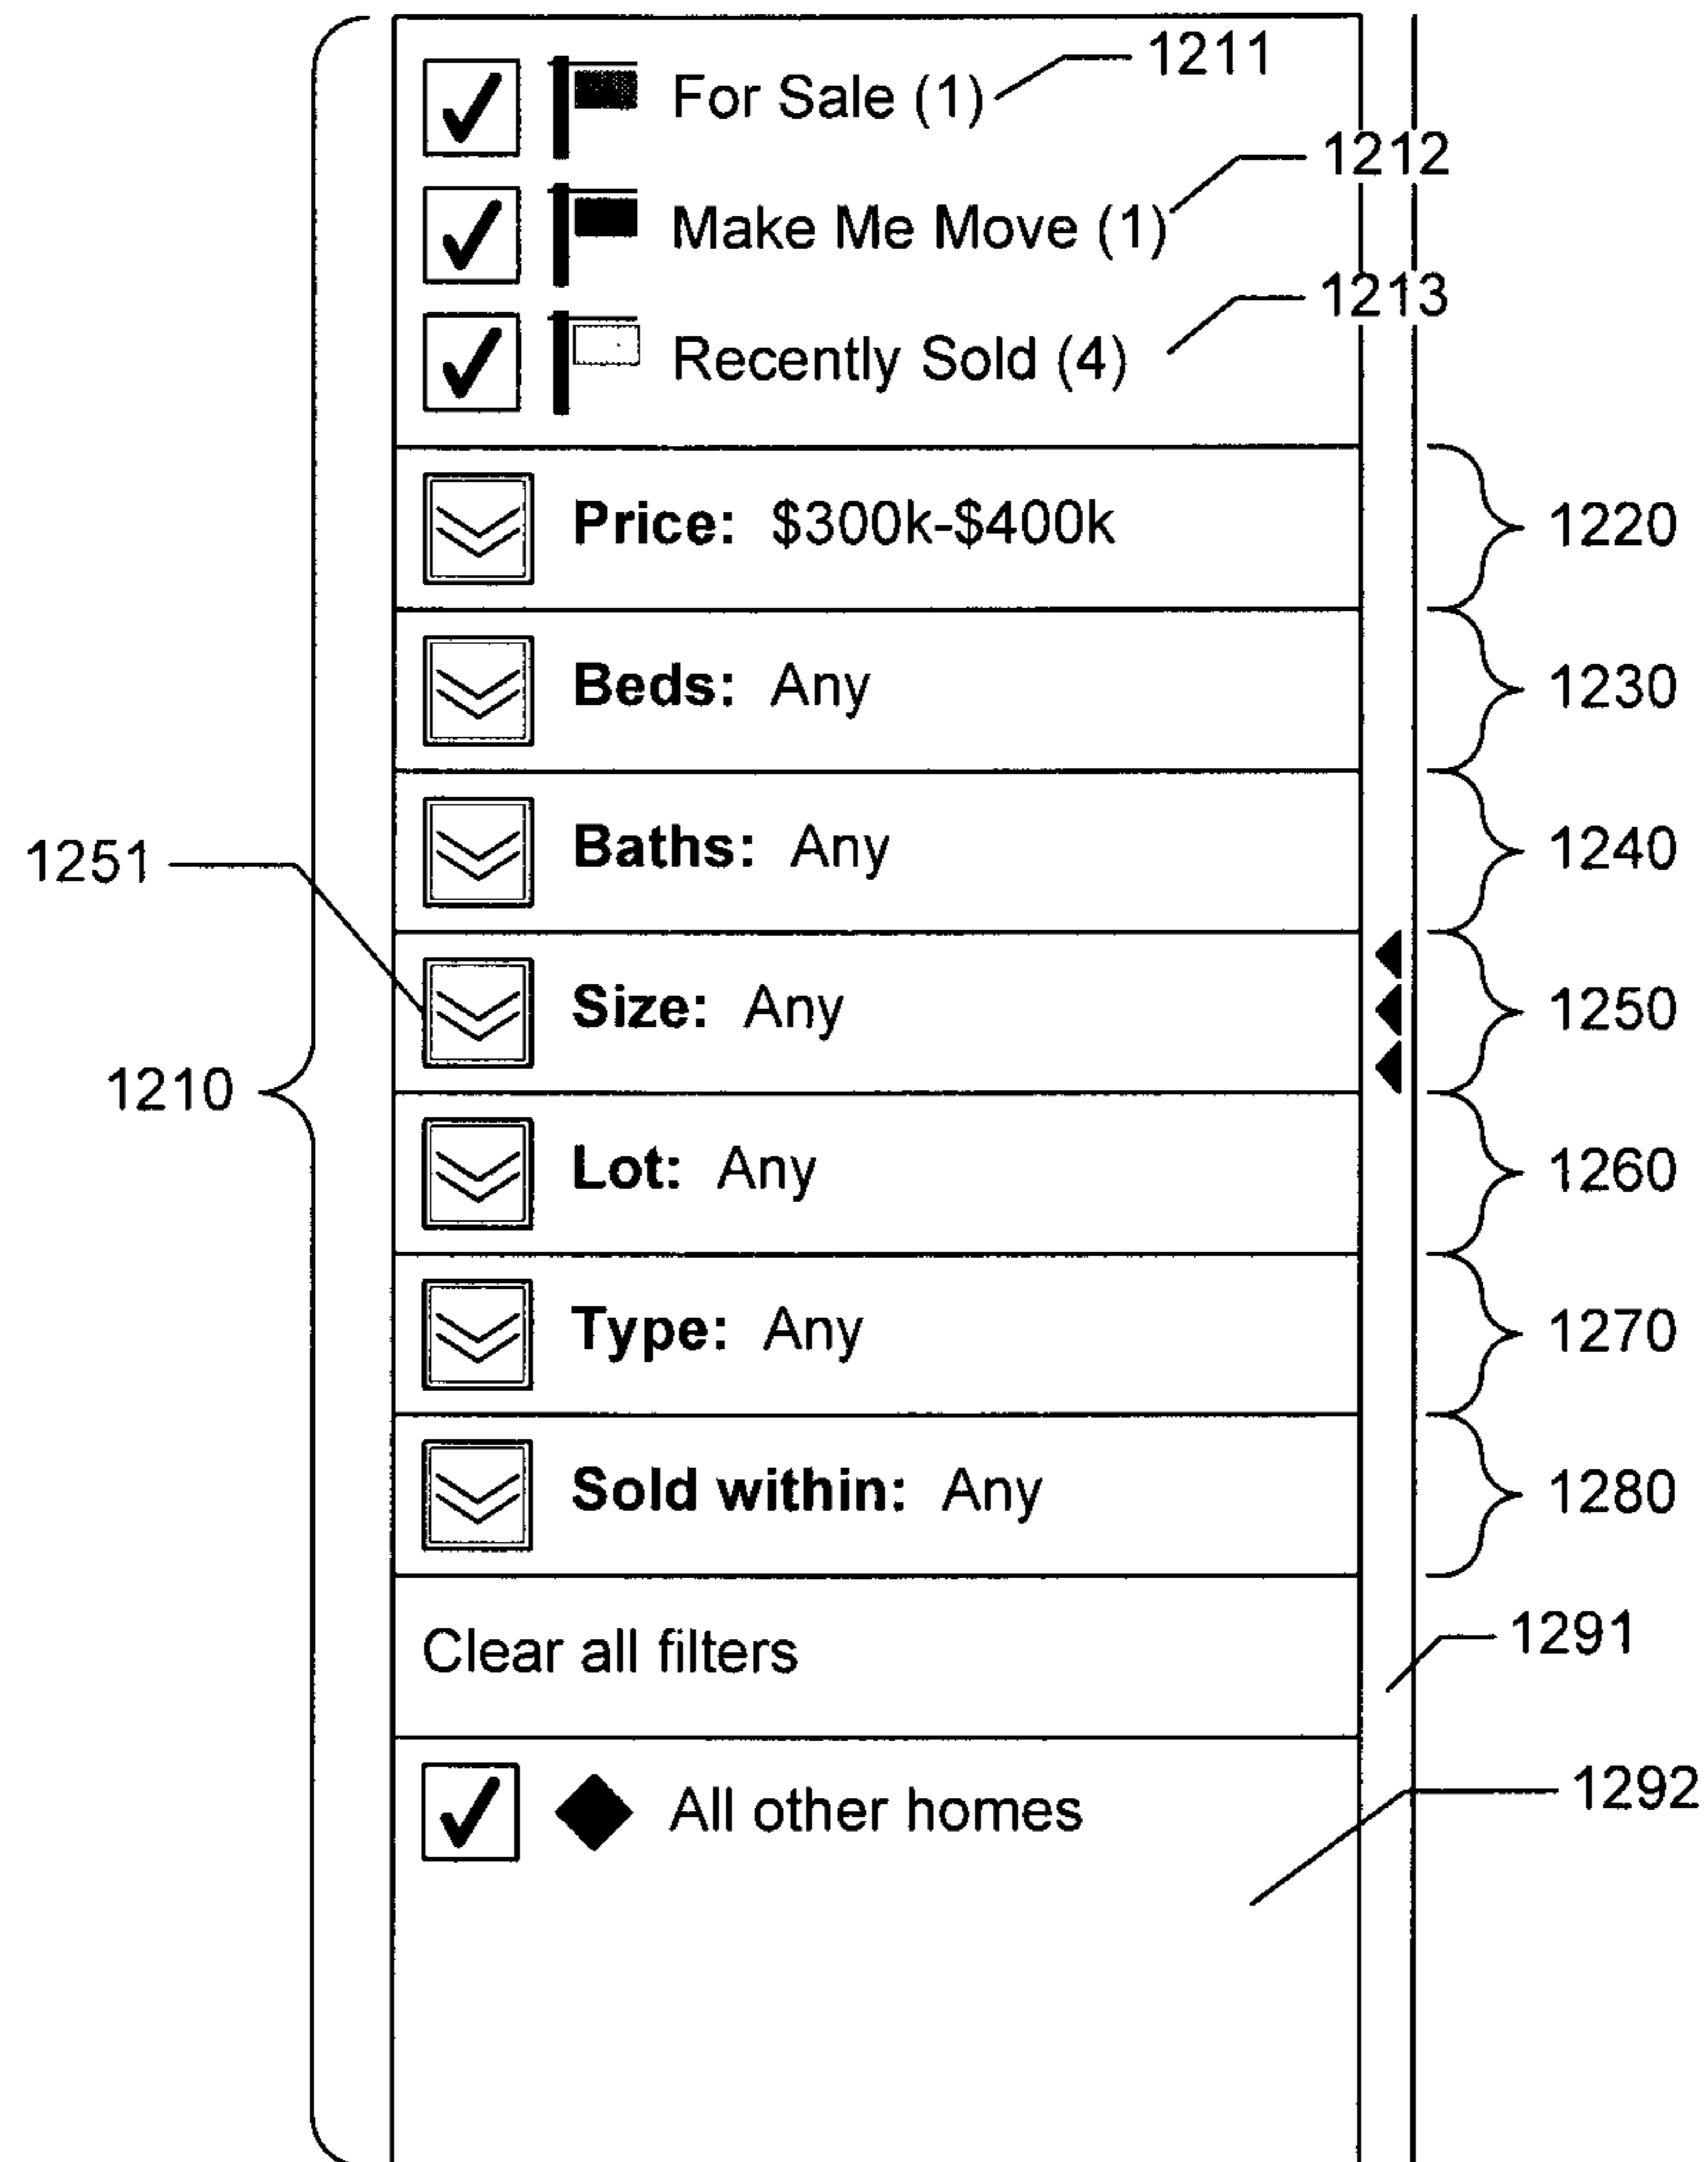 1211
For Sale (1)
1212
Make Me Move (1)
1213
Recently Sold (4)
Price: $300k-$400k
1220
Beds: Any
1230
1251
Baths: Any
1240
Size: Any
1250
1210
Lot: Any
1260
Type: Any
1270
Sold within: Any
1280
Clear all filters
1291
All other homes
1292